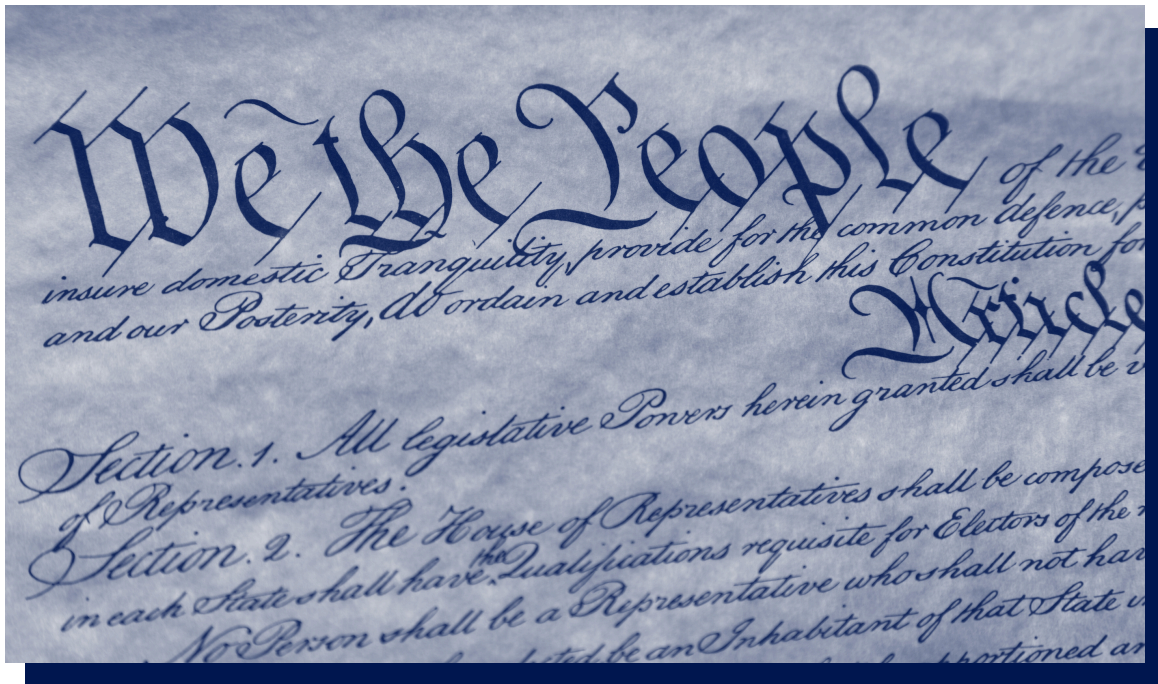 We the People of the
insure domestic Tranquility, provide for the common defence,
and our Posterity, do ordain and establish this Constitution for
Article
Section. 1. All legislative Powers herein granted shall be
of Representatives.
Section. 2. The House of Representatives shall be compose
the
in each State shall have Qualifications requisite for Electors of the
No Person shall be a Representative who shall not hav
be an Inhabitant of that State